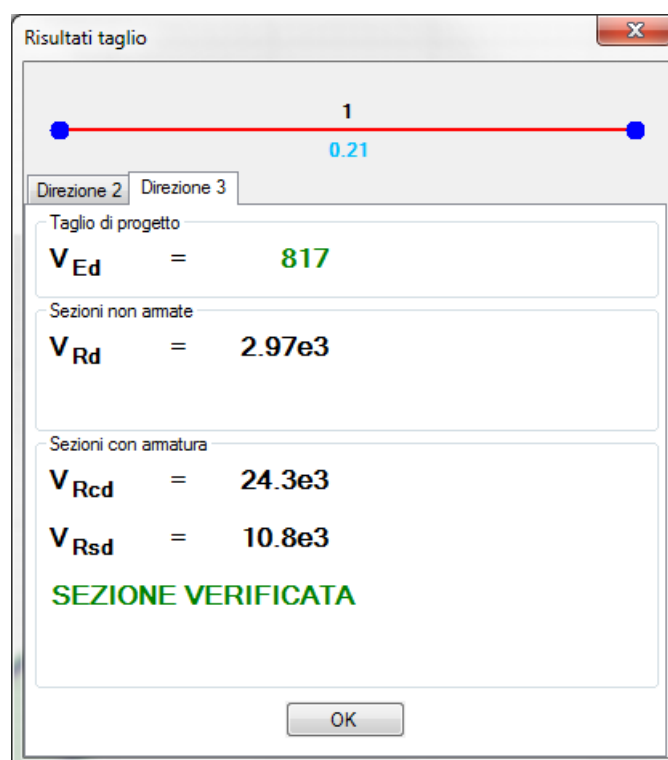 Risultati taglio
x
1
0.21
Direzione 2 Direzione 3
Taglio di progetto
VEd = 817
Sezioni non armate
VRd = 2.97e3
Sezioni con armatura
VRcd = 24.3e3
VRsd = 10.8e3
SEZIONE VERIFICATA
OK